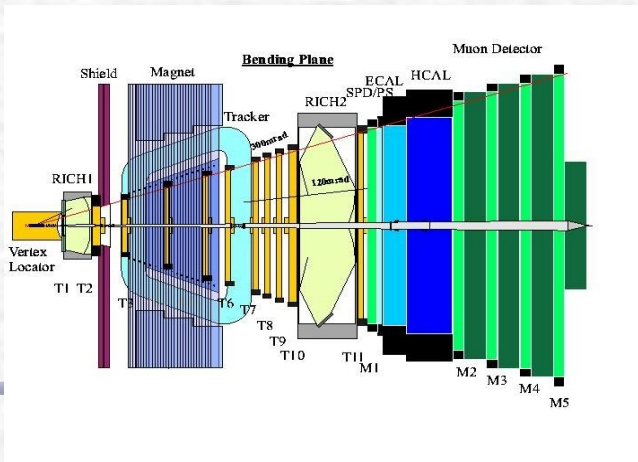 Bending Plane
Muon Detector
Shield
Magnet
ECAL
HCAL
SPD/PS
RICH2
Tracker
300mrad
RICH1
120mrad
Vertex
Locator
T1 T2
T3
T6
T7
T8
T9
T10
T11
M1
M2
M3
M4
M5